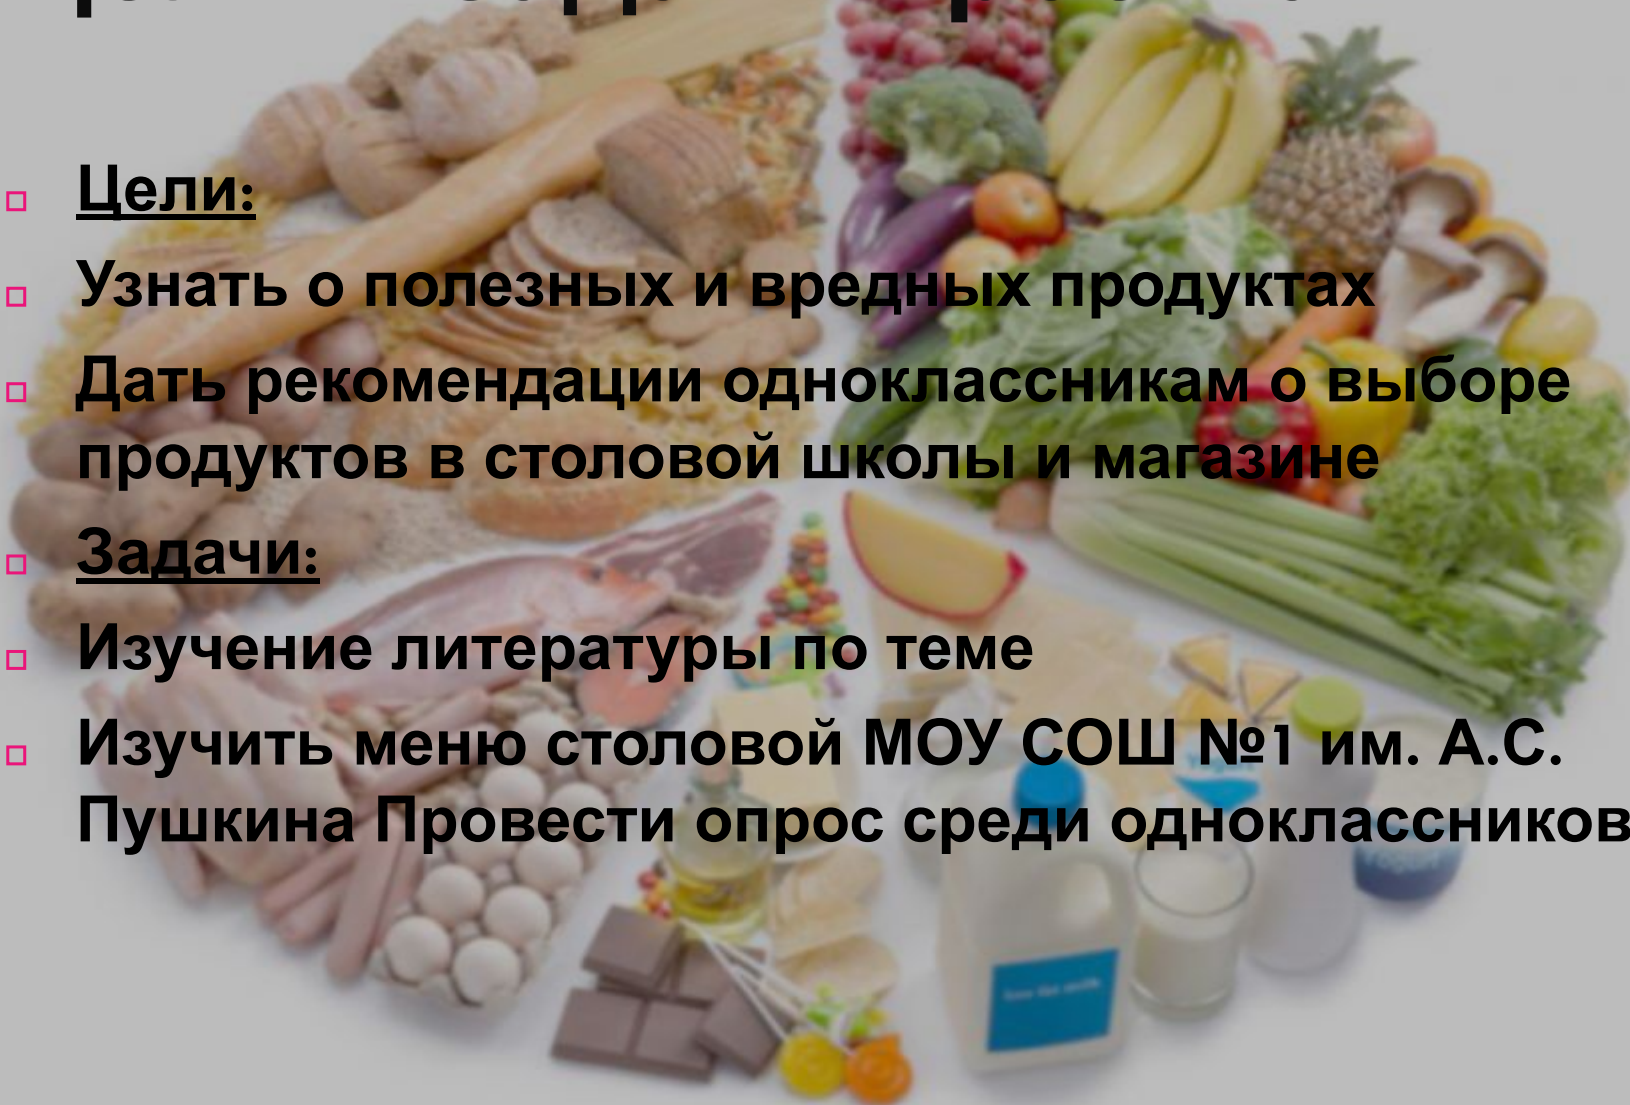 Цели:
Узнать о полезных и вредных продуктах
Дать рекомендации одноклассникам о выборе
продуктов в столовой школы и магазине
Задачи:
Изучение литературы по теме
Изучить меню столовой МОУ СОШ №1 им. А.С.
Пушкина Провести опрос среди одноклассников